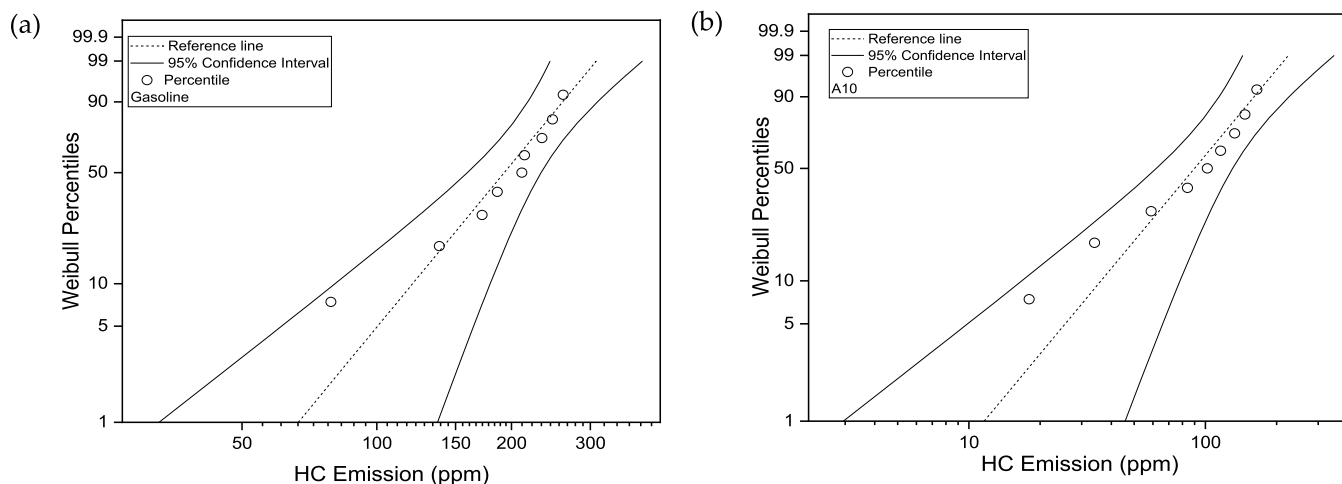 (a)
99.9
99
90
50
10
5
1
Weibull Percentiles
Reference line
95% Confidence Interval
Percentile
Gasoline
50
100
150
200
300
HC Emission (ppm)
(b)
99.9
99
90
50
10
5
1
Weibull Percentiles
Reference line
95% Confidence Interval
Percentile
A10
10
100
HC Emission (ppm)